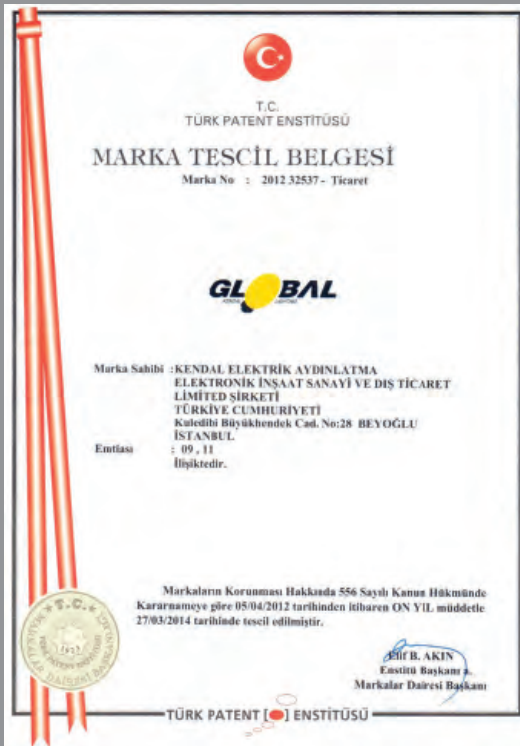 T.C.
TÜRK PATENT ENSTİTÜSÜ
MARKA TESCİL BELGESİ
Marka No : 2012 32537 - Ticaret
GLOBAL
Marka Sahibi : KENDAL ELEKTRİK AYDINLATMA
ELEKTRONİK İNŞAAT SANAYİ VE DIŞ TİCARET
LİMİTED ŞİRKETİ
TÜRKİYE CUMHURİYETİ
Kuledibi Büyükhendek Cad. No:28 BEYOĞLU
İSTANBUL
Emtiası : 09 , 11
İlişiktedir.
Markaların Korunması Hakkında 556 Sayılı Kanun Hükmünde
Kararnameye göre 05/04/2012 tarihinden itibaren ON YIL müddetle
27/03/2014 tarihinde tescil edilmiştir.
Elif B. AKIN
Enstitü Başkanı a.
Markalar Dairesi Başkanı
T.C.
TÜRK PATENT ENSTİTÜSÜ